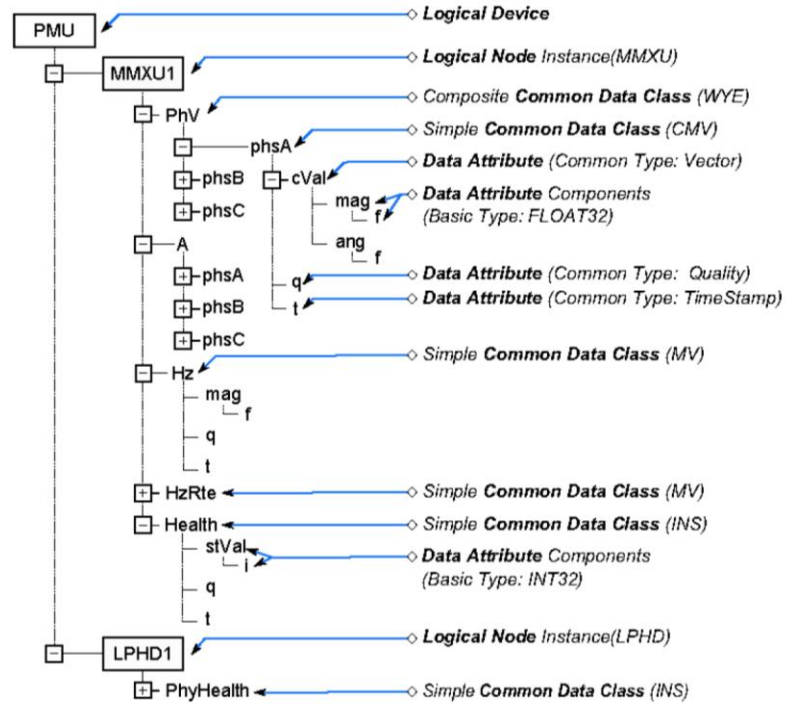 PMU
Logical Device
MMXU1
Logical Node Instance(MMXU)
PhV
Composite Common Data Class (WYE)
phsA
Simple Common Data Class (CMV)
phsB
cVal
Data Attribute (Common Type: Vector)
phsC
mag
Data Attribute Components
f
(Basic Type: FLOAT32)
A
ang
f
phsA
q
Data Attribute (Common Type: Quality)
phsB
t
Data Attribute (Common Type: TimeStamp)
phsC
Hz
Simple Common Data Class (MV)
mag
f
q
t
HzRte
Simple Common Data Class (MV)
Health
Simple Common Data Class (INS)
stVal
Data Attribute Components
i
(Basic Type: INT32)
q
t
LPHD1
Logical Node Instance(LPHD)
PhyHealth
Simple Common Data Class (INS)